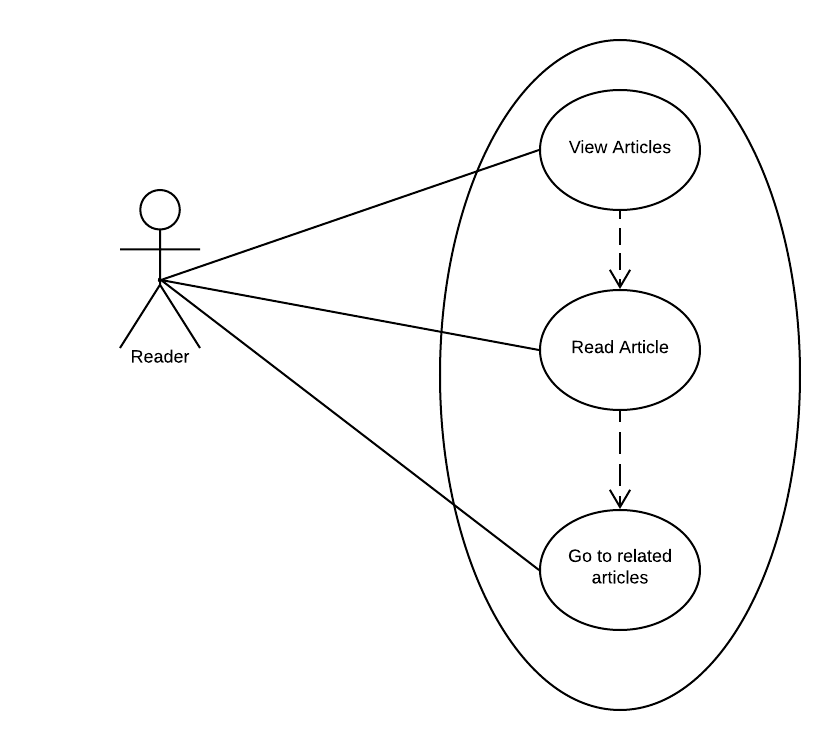 View Articles
Read Article
Reader
Go to related
articles